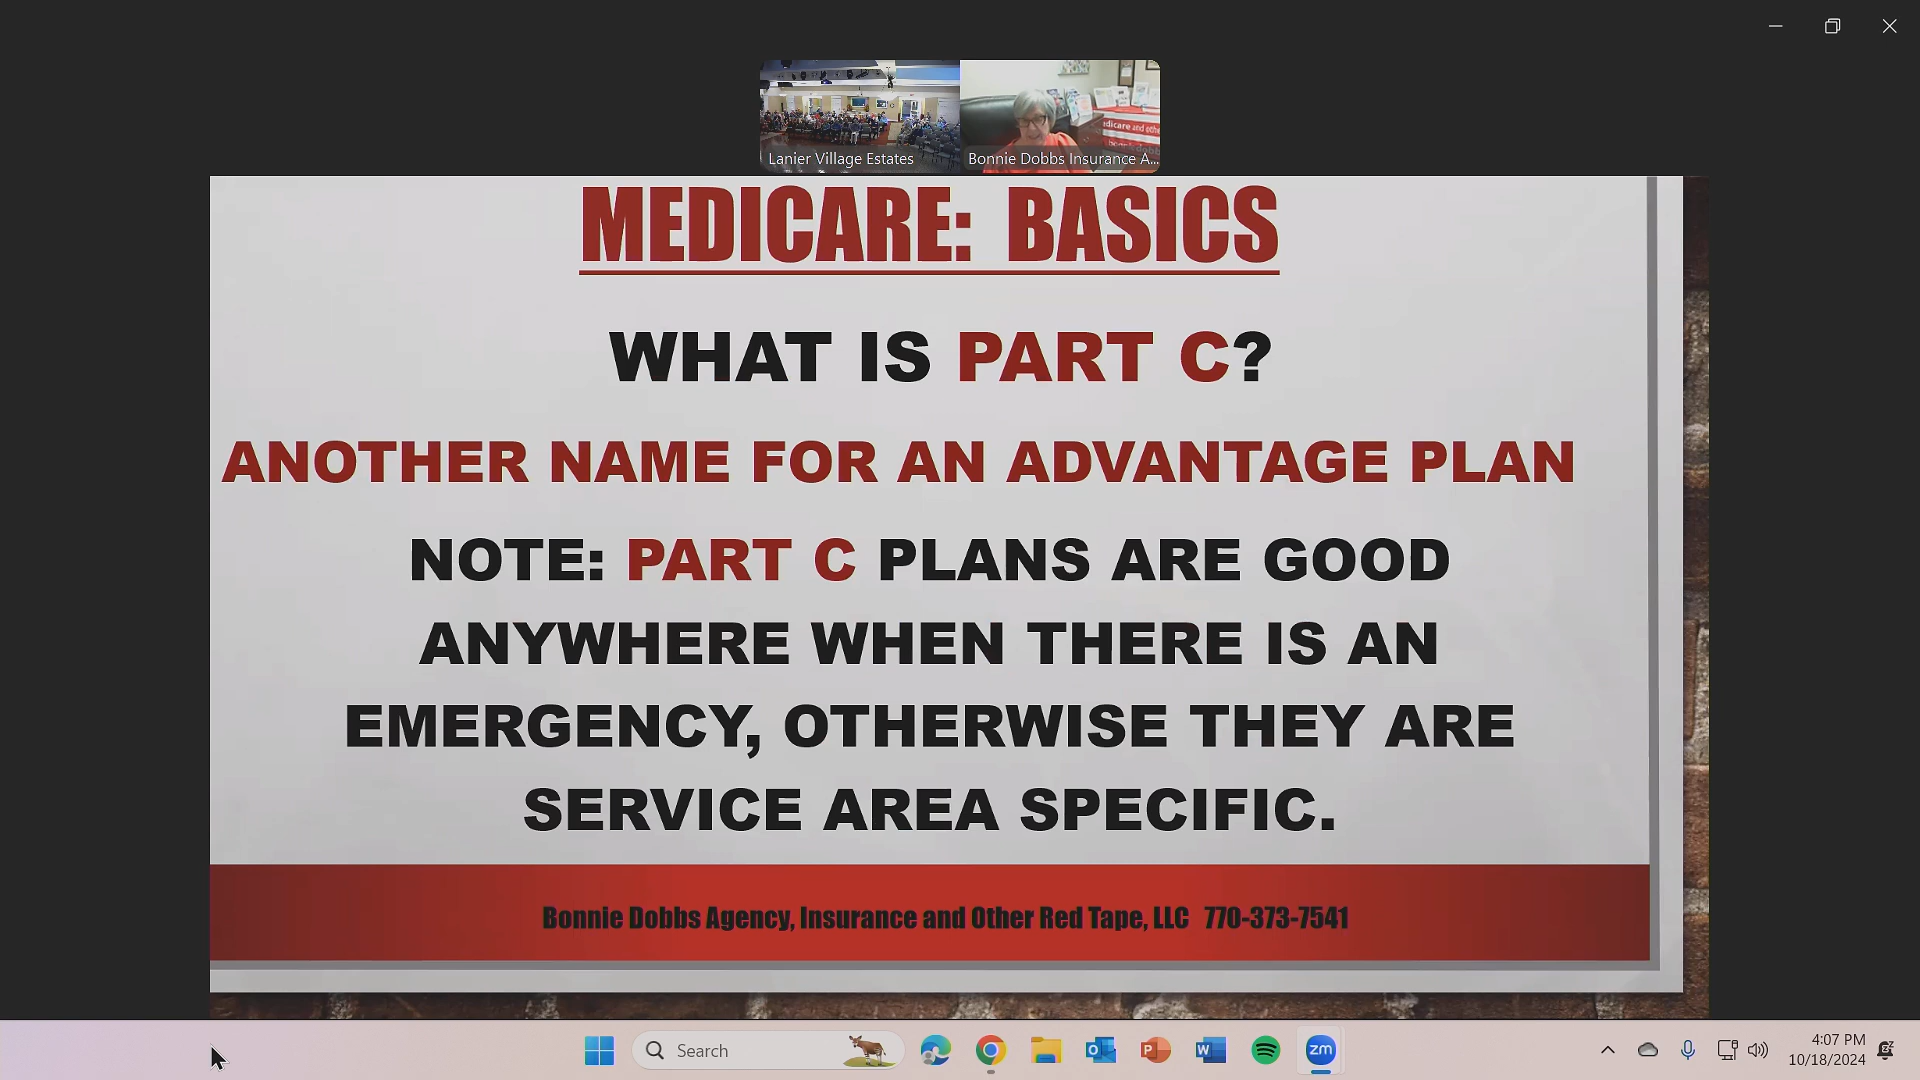 Lanier Village Estates
Bonnie Dobbs Insurance A...
MEDICARE: BASICS
WHAT IS PART C?
ANOTHER NAME FOR AN ADVANTAGE PLAN
NOTE: PART C PLANS ARE GOOD
ANYWHERE WHEN THERE IS AN
EMERGENCY, OTHERWISE THEY ARE
SERVICE AREA SPECIFIC.
Bonnie Dobbs Agency, Insurance and Other Red Tape, LLC 770-373-7541
Search
zm
4:07 PM
10/18/2024